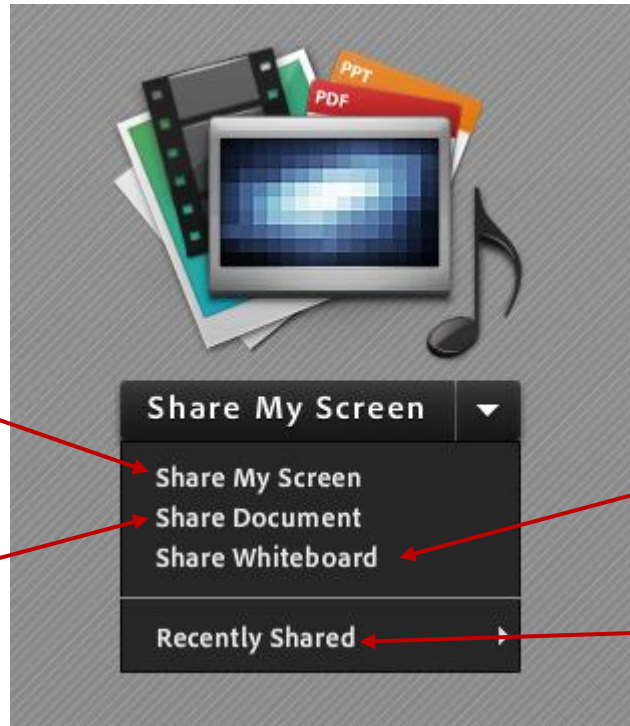 PPT
PDF
Share My Screen
Share My Screen
Share Document
Share Whiteboard
Recently Shared